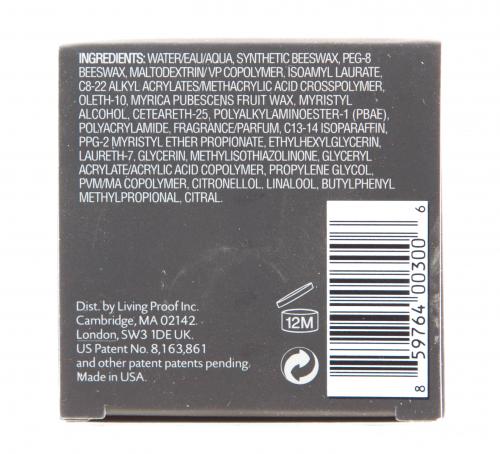 INGREDIENTS: WATER/EAU/AQUA, SYNTHETIC BEESWAX, PEG-8
BEESWAX, MALTODEXTRIN/ VP COPOLYMER, ISOAMYL LAURATE,
C8-22 ALKYL ACRYLATES/METHACRYLIC ACID CROSSPOLYMER,
OLETH-10, MYRICA PUBESCENS FRUIT WAX, MYRISTYL
ALCOHOL, CETEARETH-25, POLYALKYLAMINOESTER-1 (PBAE),
POLYACRYLAMIDE, FRAGRANCE/PARFUM, C13-14 ISOPARAFFIN,
PPG-2 MYRISTYL ETHER PROPIONATE, ETHYLHEXYLGLYCERIN,
LAURETH-7, GLYCERIN, METHYLISOTHIAZOLINONE, GLYCERYL
ACRYLATE/ACRYLIC ACID COPOLYMER, PROPYLENE GLYCOL,
PVM/MA COPOLYMER, CITRONELLOL. LINALOOL, BUTYLPHENYL
METHYLPROPIONAL, CITRAL.
Dist. by Living Proof Inc.
Cambridge, MA 02142.
London, SW3 1DE UK.
US Patent No. 8,163,861
and other patent patents pending.
Made in USA.
12M
8 59764 00300 6